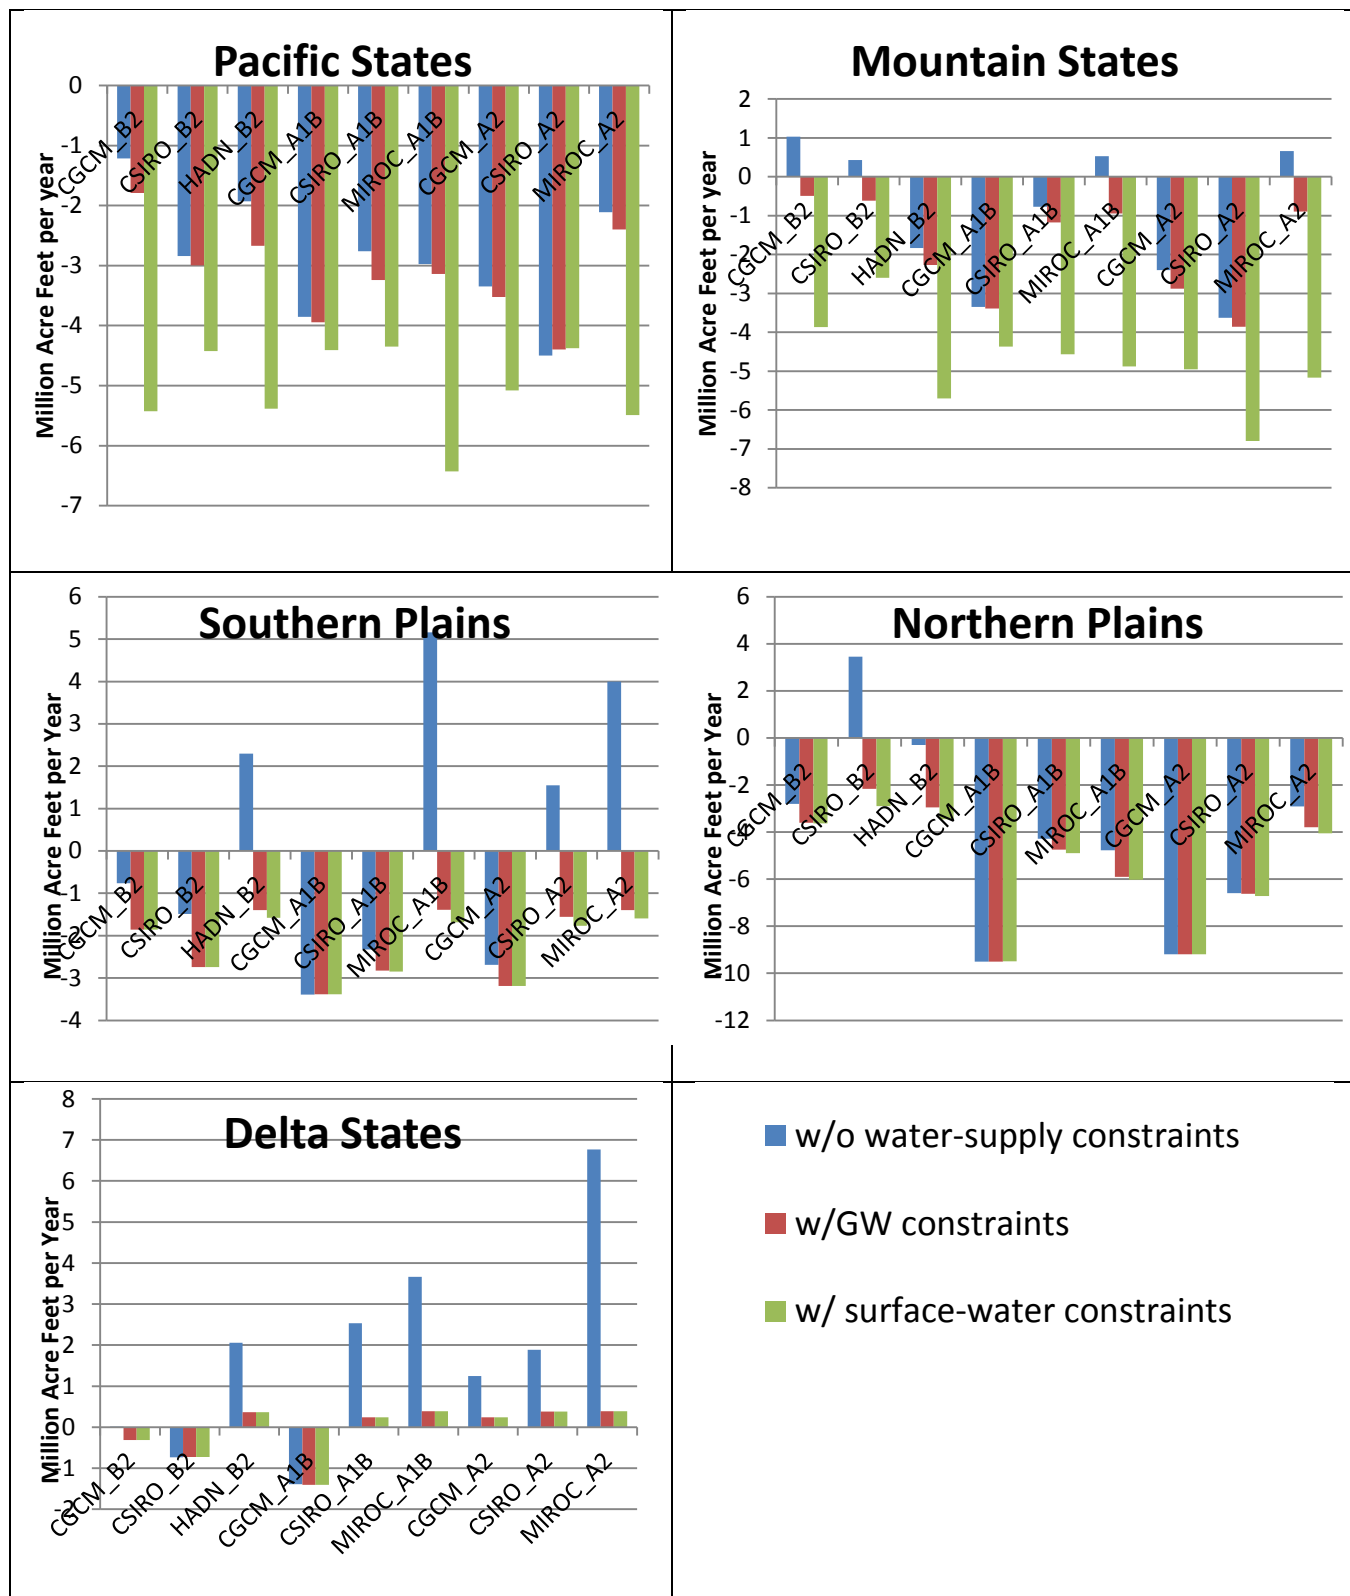 Pacific States
Million Acre Feet per year
0
-1
-2
-3
-4
-5
-6
-7
CGCM_B2
CSIRO_B2
HADN_B2
CGCM_A1B
CSIRO_A1B
MIROC_A1B
CGCM_A2
CSIRO_A2
MIROC_A2
Mountain States
Million Acre Feet per year
2
1
0
-1
-2
-3
-4
-5
-6
-7
-8
CGCM_B2
CSIRO_B2
HADN_B2
CGCM_A1B
CSIRO_A1B
MIROC_A1B
CGCM_A2
CSIRO_A2
MIROC_A2
Southern Plains
Million Acre Feet per Year
6
5
4
3
2
1
0
-1
-2
-3
-4
CGCM_B2
CSIRO_B2
HADN_B2
CGCM_A1B
CSIRO_A1B
MIROC_A1B
CGCM_A2
CSIRO_A2
MIROC_A2
Northern Plains
Million Acre Feet per Year
6
4
2
0
-2
-4
-6
-8
-10
-12
CGCM_B2
CSIRO_B2
HADN_B2
CGCM_A1B
CSIRO_A1B
MIROC_A1B
CGCM_A2
CSIRO_A2
MIROC_A2
Delta States
Million Acre Feet per Year
8
7
6
5
4
3
2
1
0
-1
-2
CGCM_B2
CSIRO_B2
HADN_B2
CGCM_A1B
CSIRO_A1B
MIROC_A1B
CGCM_A2
CSIRO_A2
MIROC_A2
w/o water-supply constraints
w/GW constraints
w/ surface-water constraints